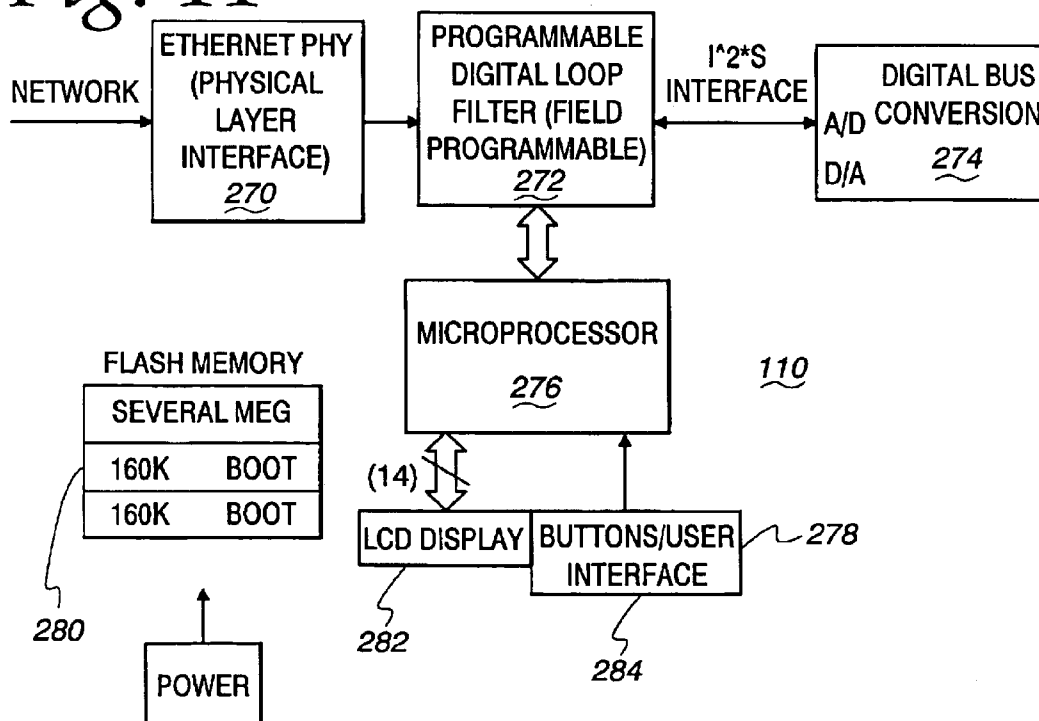 Fig. 11
ETHERNET PHY
(PHYSICAL
LAYER
INTERFACE)
270
NETWORK
PROGRAMMABLE
DIGITAL LOOP
FILTER (FIELD
PROGRAMMABLE)
272
I^2*S
INTERFACE
DIGITAL BUS
CONVERSION
A/D
D/A
274
MICROPROCESSOR
276
110
FLASH MEMORY
SEVERAL MEG
160K BOOT
160K BOOT
280
(14)
LCD DISPLAY
282
BUTTONS/USER
INTERFACE
278
284
POWER